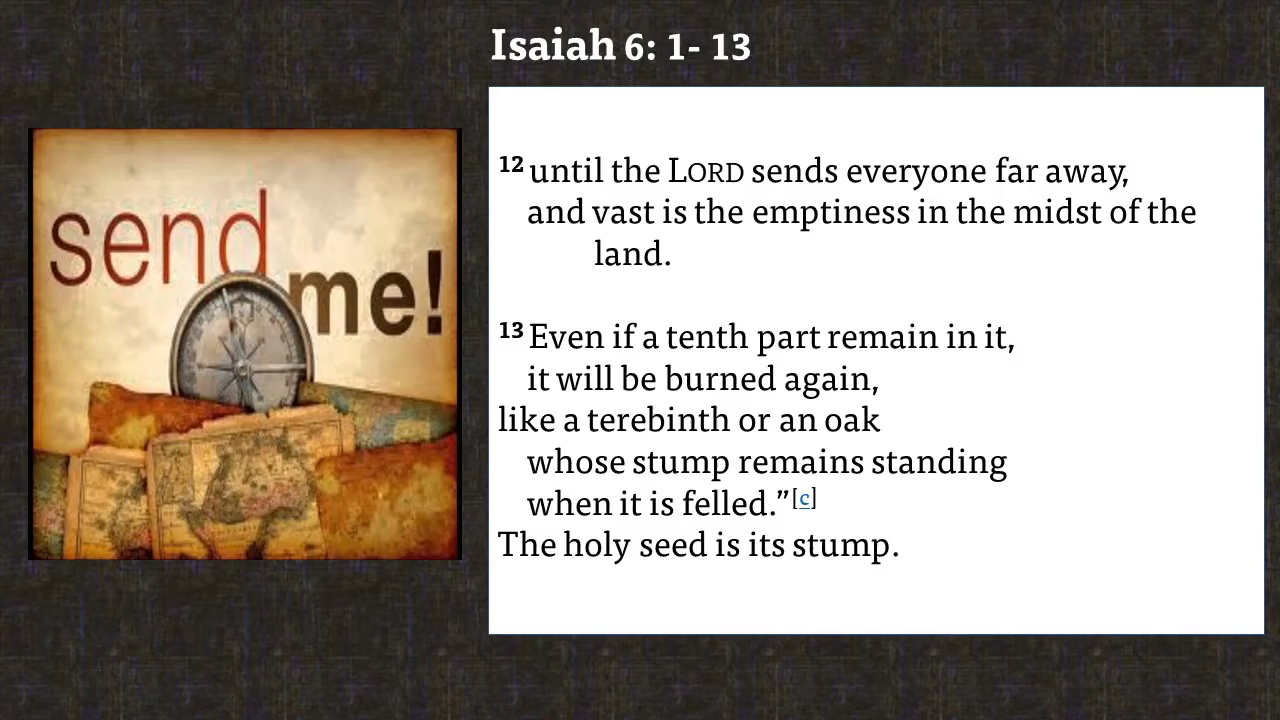 Isaiah 6: 1- 13
send
me!
12 until the LORD sends everyone far away,
and vast is the emptiness in the midst of the
land.
13 Even if a tenth part remain in it,
it will be burned again,
like a terebinth or an oak
whose stump remains standing
when it is felled.”[c]
The holy seed is its stump.